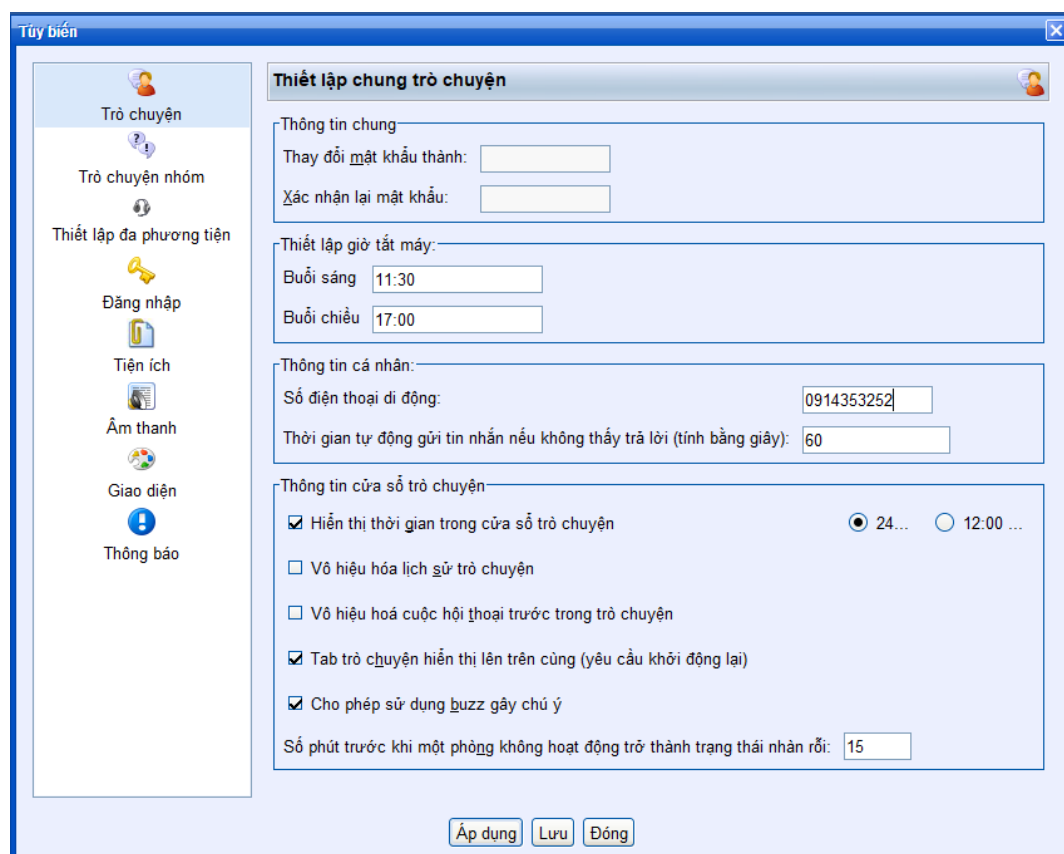 Tùy biến
Trò chuyện
Trò chuyện nhóm
Thiết lập đa phương tiện
Đăng nhập
Tiện ích
Âm thanh
Giao diện
Thông báo
Thiết lập chung trò chuyện
Thông tin chung
Thay đổi mật khẩu thành:
Xác nhận lại mật khẩu:
Thiết lập giờ tắt máy:
Buổi sáng 11:30
Buổi chiều 17:00
Thông tin cá nhân:
Số điện thoại di động: 0914353252
Thời gian tự động gửi tin nhắn nếu không thấy trả lời (tính bằng giây): 60
Thông tin cửa sổ trò chuyện
Hiển thị thời gian trong cửa sổ trò chuyện 24... 12:00 ...
Vô hiệu hóa lịch sử trò chuyện
Vô hiệu hoá cuộc hội thoại trước trong trò chuyện
Tab trò chuyện hiển thị lên trên cùng (yêu cầu khởi động lại)
Cho phép sử dụng buzz gây chú ý
Số phút trước khi một phòng không hoạt động trở thành trạng thái nhàn rỗi: 15
Áp dụng Lưu Đóng